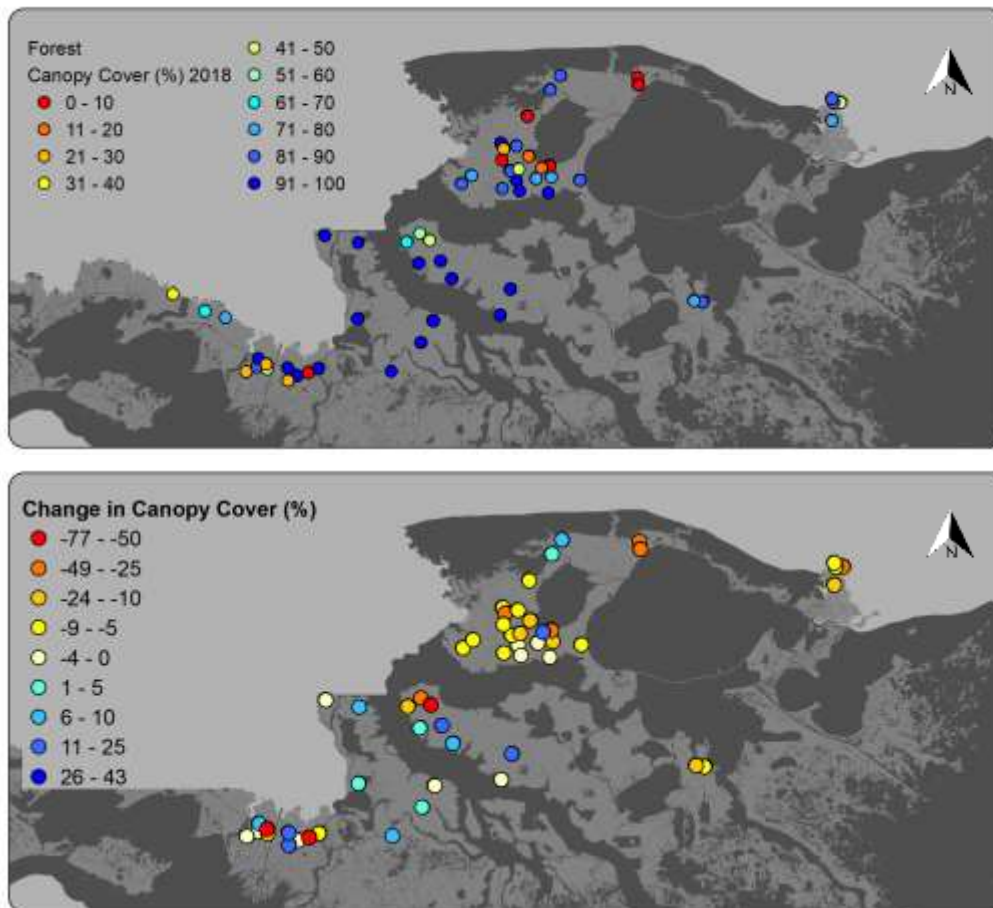 Forest
Canopy Cover (%) 2018
0 - 10
11 - 20
21 - 30
31 - 40
41 - 50
51 - 60
61 - 70
71 - 80
81 - 90
91 - 100
N
Change in Canopy Cover (%)
-77 - -50
-49 - -25
-24 - -10
-9 - -5
-4 - 0
1 - 5
6 - 10
11 - 25
26 - 43
N